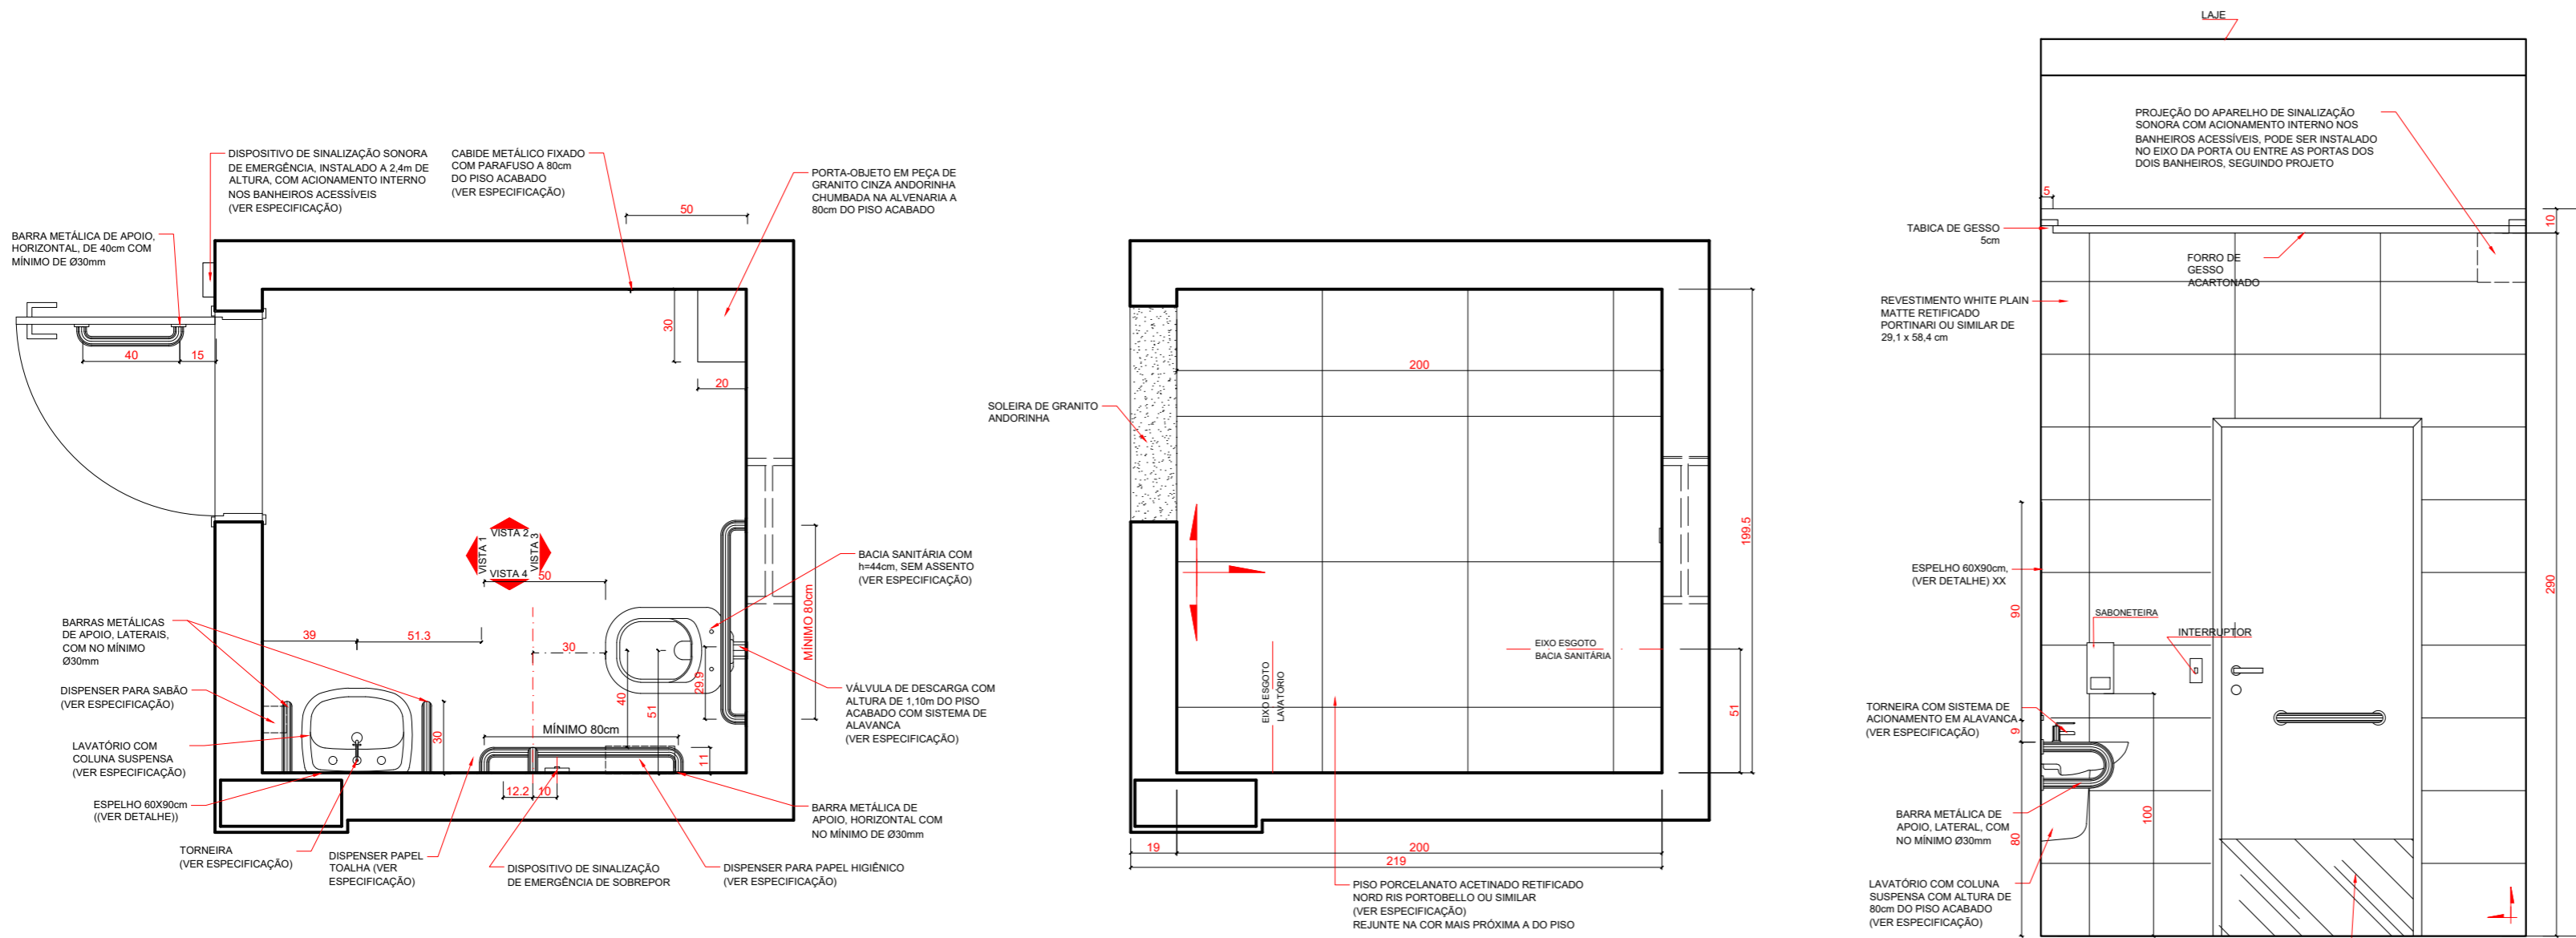 DISPOSITIVO DE SINALIZAÇÃO SONORA
DE EMERGÊNCIA, INSTALADO A 2,4m DE
ALTURA, COM ACIONAMENTO INTERNO
NOS BANHEIROS ACESSÍVEIS
(VER ESPECIFICAÇÃO)
CABIDE METÁLICO FIXADO
COM PARAFUSO A 80cm
DO PISO ACABADO
(VER ESPECIFICAÇÃO)
PORTA-OBJETO EM PEÇA DE
GRANITO CINZA ANDORINHA
CHUMBADA NA ALVENARIA A
80cm DO PISO ACABADO
50
BARRA METÁLICA DE APOIO,
HORIZONTAL, DE 40cm COM
MÍNIMO DE Ø30mm
40
15
30
20
VISTA 1
VISTA 2
VISTA 3
VISTA 4
50
BACIA SANITÁRIA COM
h=44cm, SEM ASSENTO
(VER ESPECIFICAÇÃO)
MÍNIMO 80cm
BARRAS METÁLICAS
DE APOIO, LATERAIS,
COM NO MÍNIMO
Ø30mm
39
51.3
30
40
51
29.9
DISPENSER PARA SABÃO
(VER ESPECIFICAÇÃO)
VÁLVULA DE DESCARGA COM
ALTURA DE 1,10m DO PISO
ACABADO COM SISTEMA DE
ALAVANCA
(VER ESPECIFICAÇÃO)
LAVATÓRIO COM
COLUNA SUSPENSA
(VER ESPECIFICAÇÃO)
30
MÍNIMO 80cm
11
12.2
10
ESPELHO 60X90cm
((VER DETALHE))
BARRA METÁLICA DE
APOIO, HORIZONTAL COM
NO MÍNIMO DE Ø30mm
TORNEIRA
(VER ESPECIFICAÇÃO)
DISPENSER PAPEL
TOALHA (VER
ESPECIFICAÇÃO)
DISPOSITIVO DE SINALIZAÇÃO
DE EMERGÊNCIA DE SOBREPOR
DISPENSER PARA PAPEL HIGIÊNICO
(VER ESPECIFICAÇÃO)
SOLEIRA DE GRANITO
ANDORINHA
200
199.5
EIXO ESGOTO
LAVATÓRIO
EIXO ESGOTO
BACIA SANITÁRIA
51
19
200
219
PISO PORCELANATO ACETINADO RETIFICADO
NORD RIS PORTOBELLO OU SIMILAR
(VER ESPECIFICAÇÃO)
REJUNTE NA COR MAIS PRÓXIMA A DO PISO
LAJE
PROJEÇÃO DO APARELHO DE SINALIZAÇÃO
SONORA COM ACIONAMENTO INTERNO NOS
BANHEIROS ACESSÍVEIS, PODE SER INSTALADO
NO EIXO DA PORTA OU ENTRE AS PORTAS DOS
DOIS BANHEIROS, SEGUINDO PROJETO
5
10
TABICA DE GESSO
5cm
FORRO DE
GESSO
ACARTONADO
REVESTIMENTO WHITE PLAIN
MATTE RETIFICADO
PORTINARI OU SIMILAR DE
29,1 x 58,4 cm
ESPELHO 60X90cm,
(VER DETALHE) XX
90
290
SABONETEIRA
INTERRUPTOR
TORNEIRA COM SISTEMA DE
ACIONAMENTO EM ALAVANCA
(VER ESPECIFICAÇÃO)
9
BARRA METÁLICA DE
APOIO, LATERAL, COM
NO MÍNIMO Ø30mm
80
100
LAVATÓRIO COM COLUNA
SUSPENSA COM ALTURA DE
80cm DO PISO ACABADO
(VER ESPECIFICAÇÃO)